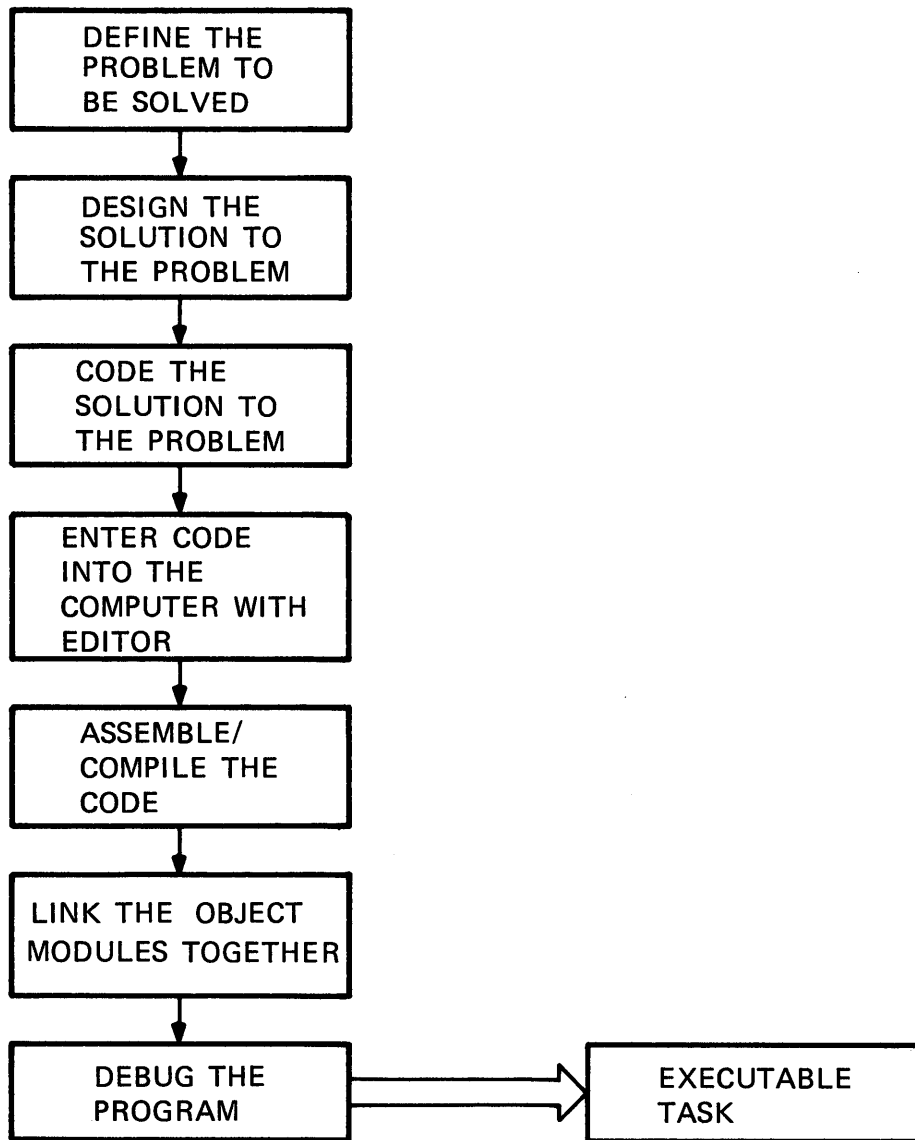 DEFINE THE
PROBLEM TO
BE SOLVED
DESIGN THE
SOLUTION TO
THE PROBLEM
CODE THE
SOLUTION TO
THE PROBLEM
ENTER CODE
INTO THE
COMPUTER WITH
EDITOR
ASSEMBLE/
COMPILE THE
CODE
LINK THE OBJECT
MODULES TOGETHER
DEBUG THE
PROGRAM
EXECUTABLE
TASK